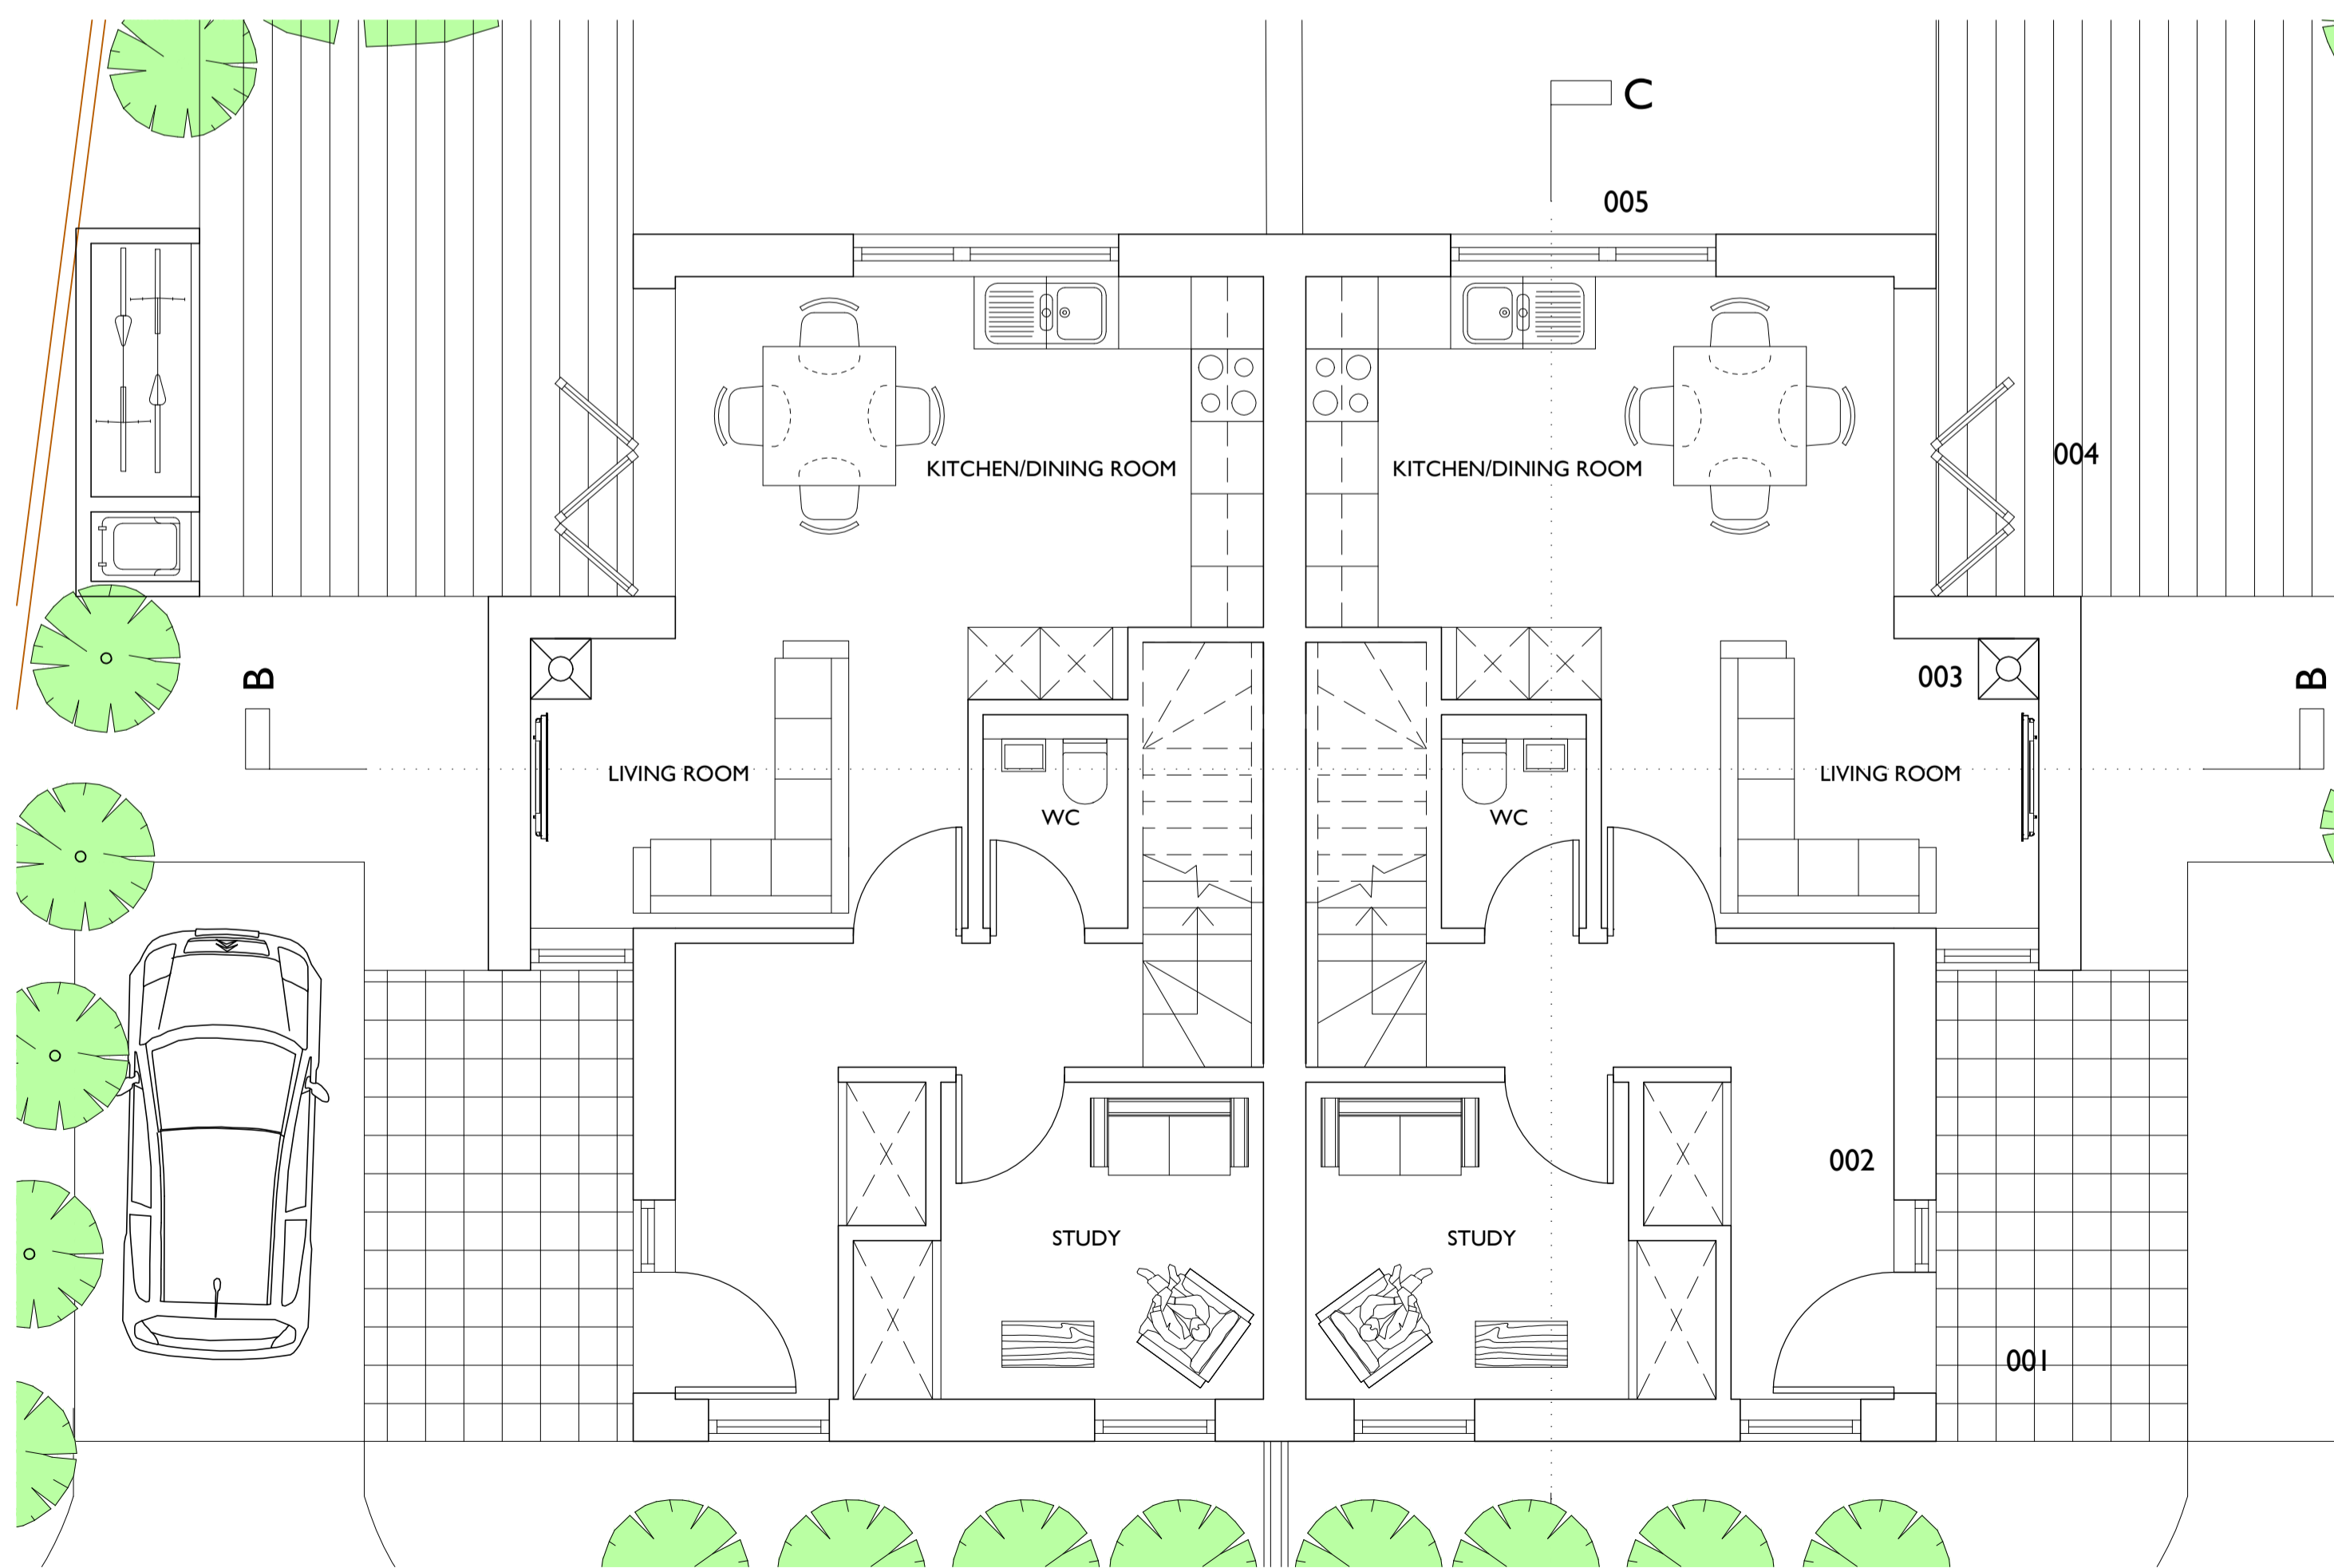 C
005
KITCHEN/DINING ROOM
KITCHEN/DINING ROOM
004
B
003
B
LIVING ROOM
LIVING ROOM
WC
WC
002
STUDY
STUDY
001